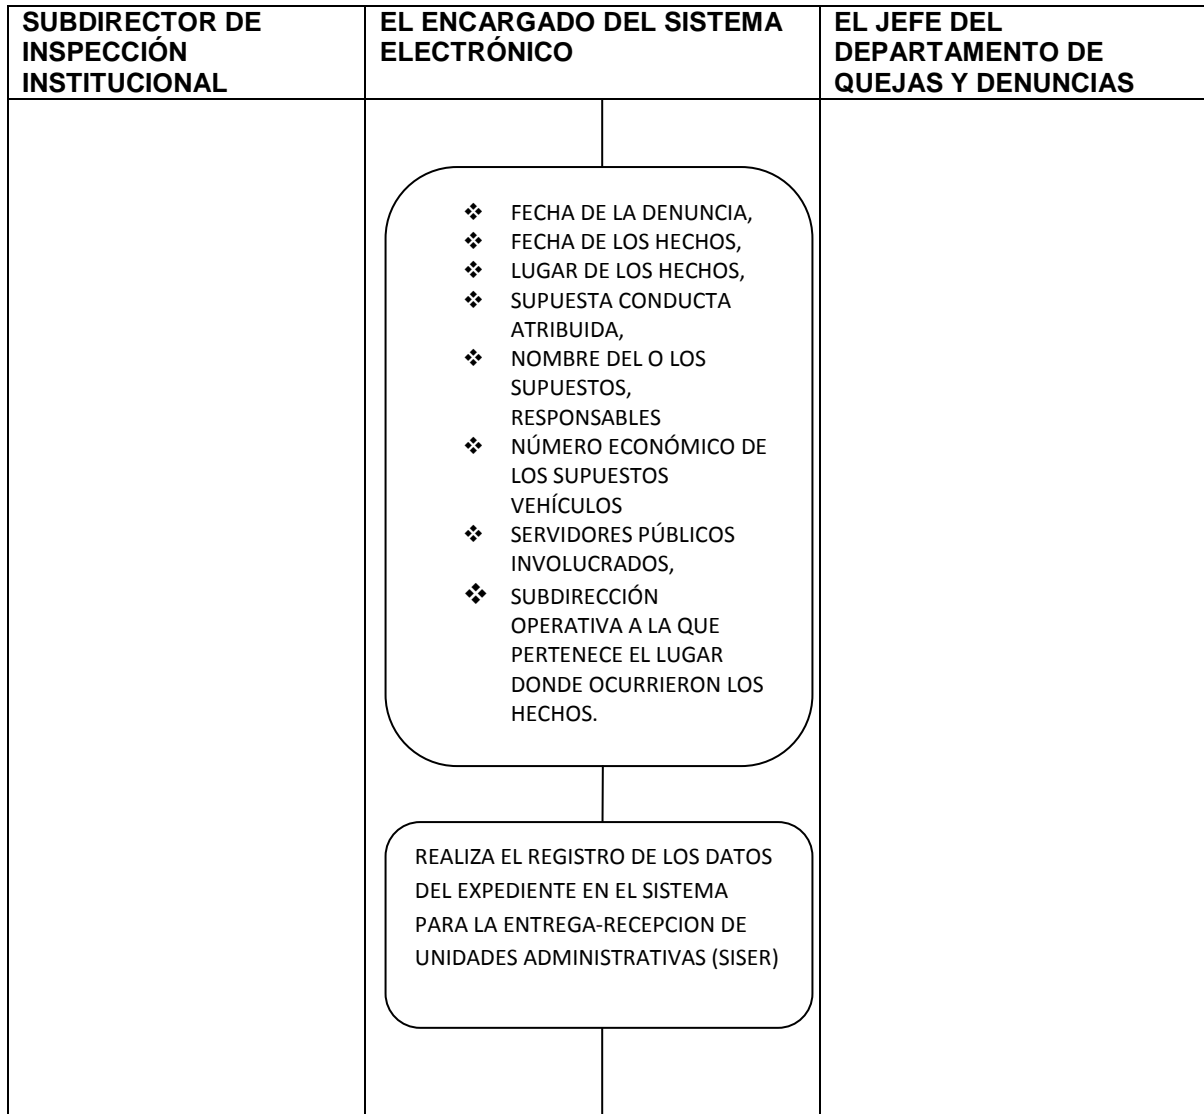 SUBDIRECTOR DE
INSPECCIÓN
INSTITUCIONAL
EL ENCARGADO DEL SISTEMA
ELECTRÓNICO
EL JEFE DEL
DEPARTAMENTO DE
QUEJAS Y DENUNCIAS
❖ FECHA DE LA DENUNCIA,
❖ FECHA DE LOS HECHOS,
❖ LUGAR DE LOS HECHOS,
❖ SUPUESTA CONDUCTA
ATRIBUIDA,
❖ NOMBRE DEL O LOS
SUPUESTOS,
RESPONSABLES
❖ NÚMERO ECONÓMICO DE
LOS SUPUESTOS
VEHÍCULOS
❖ SERVIDORES PÚBLICOS
INVOLUCRADOS,
❖ SUBDIRECCIÓN
OPERATIVA A LA QUE
PERTENECE EL LUGAR
DONDE OCURRIERON LOS
HECHOS.
REALIZA EL REGISTRO DE LOS DATOS
DEL EXPEDIENTE EN EL SISTEMA
PARA LA ENTREGA-RECEPCION DE
UNIDADES ADMINISTRATIVAS (SISER)